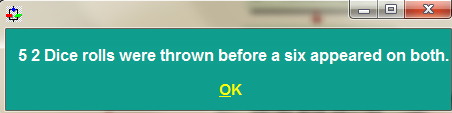 5 2 Dice rolls were thrown before a six appeared on both.
OK